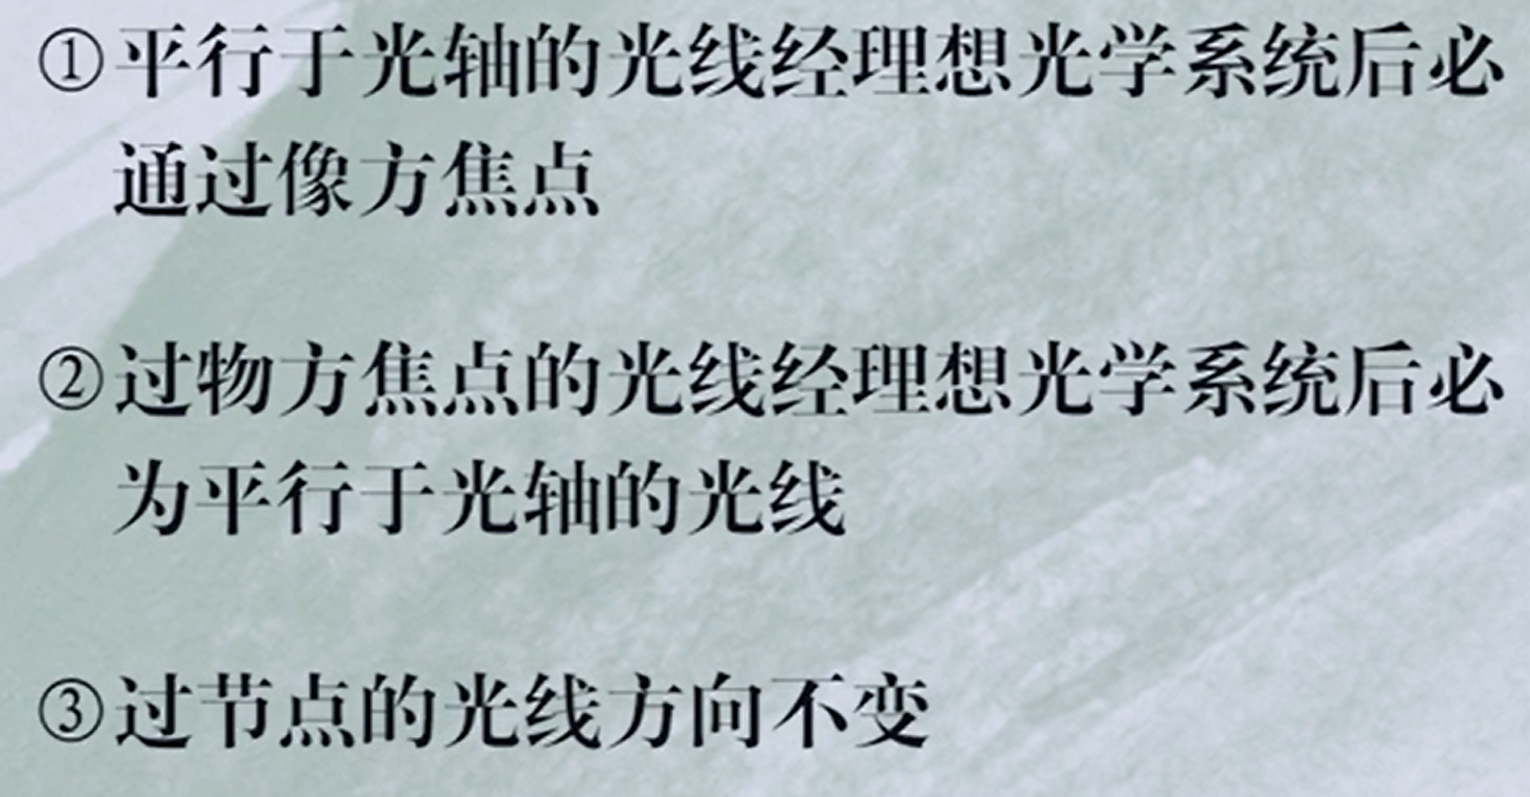 ①平行于光轴的光线经理想光学系统后必
通过像方焦点
②过物方焦点的光线经理想光学系统后必
为平行于光轴的光线
③过节点的光线方向不变